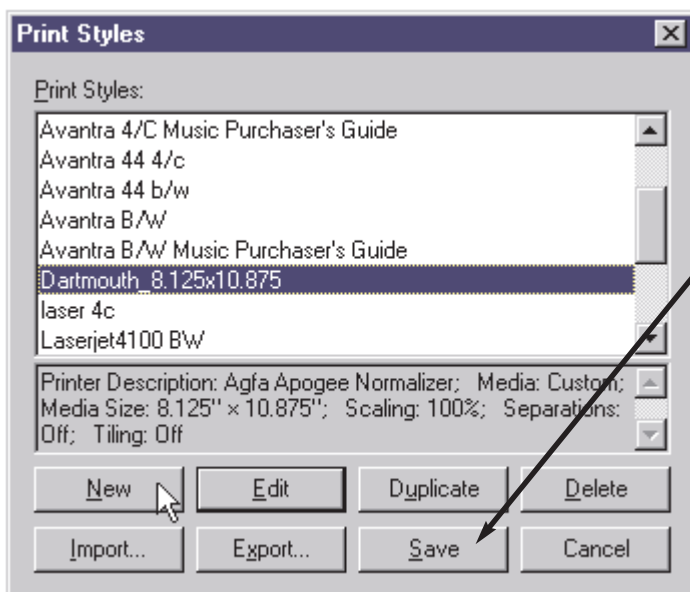 Print Styles
Print Styles:
Avantra 4/C Music Purchaser's Guide
Avantra 44 4/c
Avantra 44 b/w
Avantra B/W
Avantra B/W Music Purchaser's Guide
Dartmouth_8.125x10.875
laser 4c
Laserjet4100 BW
Printer Description: Agfa Apogee Normalizer; Media: Custom;
Media Size: 8.125" × 10.875"; Scaling: 100%; Separations:
Off; Tiling: Off
New Edit Duplicate Delete
Import... Export... Save Cancel